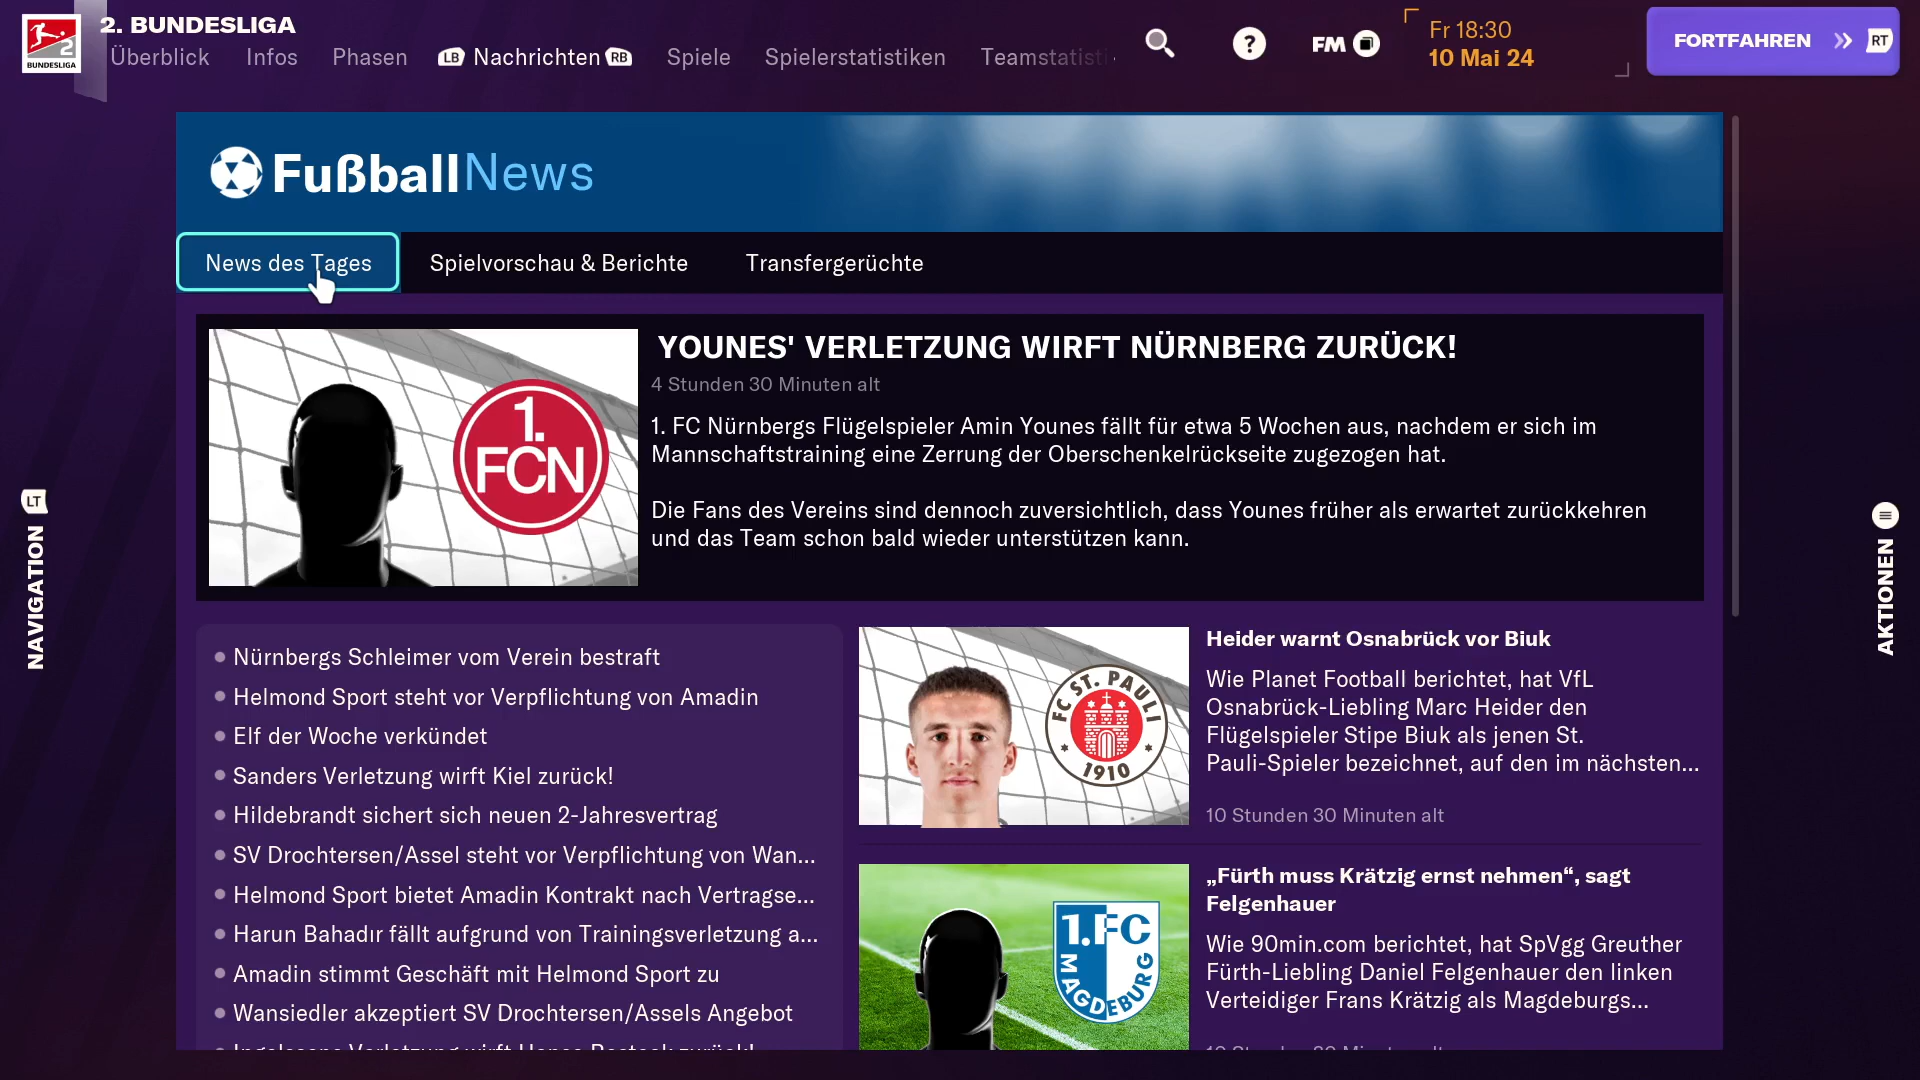 2. BUNDESLIGA
2
BUNDESLIGA
Überblick
Infos
Phasen
LB Nachrichten RB
Spiele
Spielerstatistiken
?
FM
Fr 18:30
10 Mai 24
FORTFAHREN RT
FußballNews
News des Tages
Spielvorschau & Berichte
Transfergerüchte
1.
FCN
YOUNES' VERLETZUNG WIRFT NÜRNBERG ZURÜCK!
4 Stunden 30 Minuten alt
1. FC Nürnbergs Flügelspieler Amin Younes fällt für etwa 5 Wochen aus, nachdem er sich im
Mannschaftstraining eine Zerrung der Oberschenkelrückseite zugezogen hat.
Die Fans des Vereins sind dennoch zuversichtlich, dass Younes früher als erwartet zurückkehren
und das Team schon bald wieder unterstützen kann.
LT
NAVIGATION
AKTIONEN
Nürnbergs Schleimer vom Verein bestraft
Helmond Sport steht vor Verpflichtung von Amadin
Elf der Woche verkündet
Sanders Verletzung wirft Kiel zurück!
Hildebrandt sichert sich neuen 2-Jahresvertrag
SV Drochtersen/Assel steht vor Verpflichtung von Wan...
Helmond Sport bietet Amadin Kontrakt nach Vertragse...
Harun Bahadır fällt aufgrund von Trainingsverletzung a...
Amadin stimmt Geschäft mit Helmond Sport zu
Wansiedler akzeptiert SV Drochtersen/Assels Angebot
FC ST. PAULI
1910
Heider warnt Osnabrück vor Biuk
Wie Planet Football berichtet, hat VfL
Osnabrück-Liebling Marc Heider den
Flügelspieler Stipe Biuk als jenen St.
Pauli-Spieler bezeichnet, auf den im nächsten...
10 Stunden 30 Minuten alt
1.FC
MAGDEBURG
„Fürth muss Krätzig ernst nehmen“, sagt
Felgenhauer
Wie 90min.com berichtet, hat SpVgg Greuther
Fürth-Liebling Daniel Felgenhauer den linken
Verteidiger Frans Krätzig als Magdeburgs...